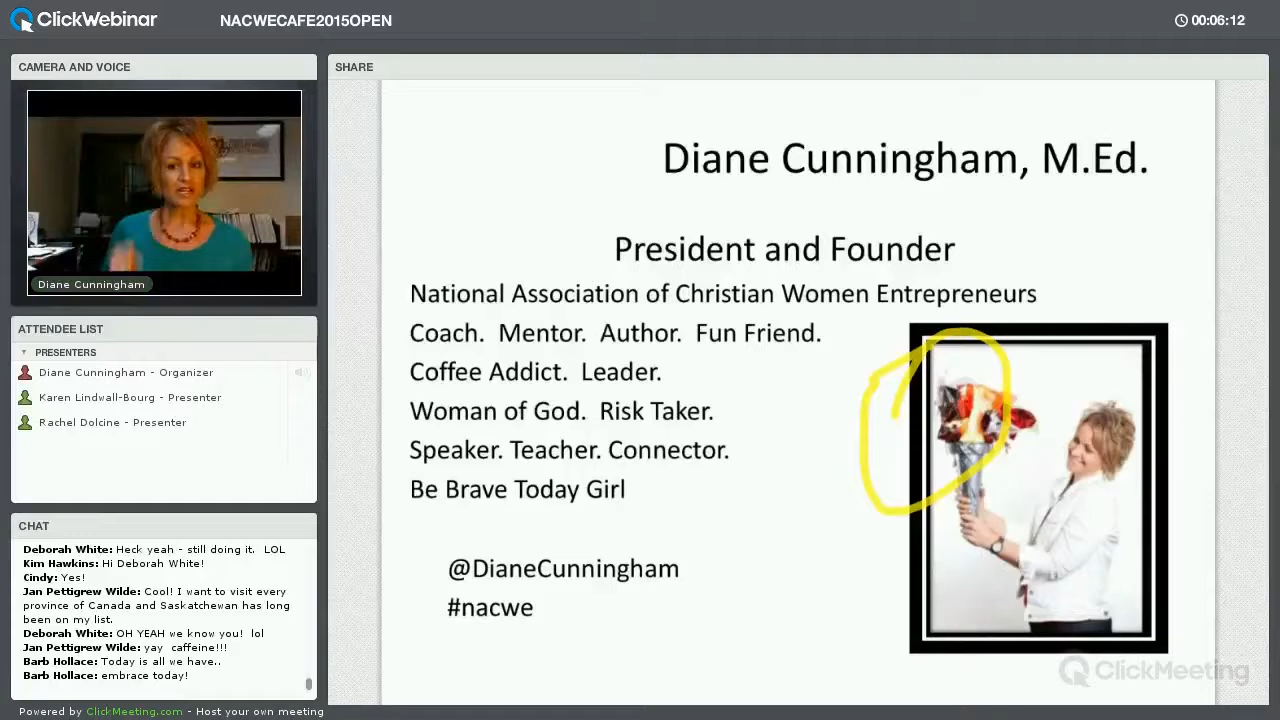 ClickWebinar
NACWECAFE2015OPEN
00:06:12
CAMERA AND VOICE
Diane Cunningham
ATTENDEE LIST
PRESENTERS
Diane Cunningham - Organizer
Karen Lindwall-Bourg - Presenter
Rachel Dolcine - Presenter
CHAT
Deborah White: Heck yeah - still doing it. LOL
Kim Hawkins: Hi Deborah White!
Cindy: Yes!
Jan Pettigrew Wilde: Cool! I want to visit every
province of Canada and Saskatchewan has long
been on my list.
Deborah White: OH YEAH we know you! lol
Jan Pettigrew Wilde: yay caffeine!!!
Barb Hollace: Today is all we have..
Barb Hollace: embrace today!
Powered by ClickMeeting.com - Host your own meeting
SHARE
Diane Cunningham, M.Ed.
President and Founder
National Association of Christian Women Entrepreneurs
Coach. Mentor. Author. Fun Friend.
Coffee Addict. Leader.
Woman of God. Risk Taker.
Speaker. Teacher. Connector.
Be Brave Today Girl
@DianeCunningham
#nacwe
ClickMeeting